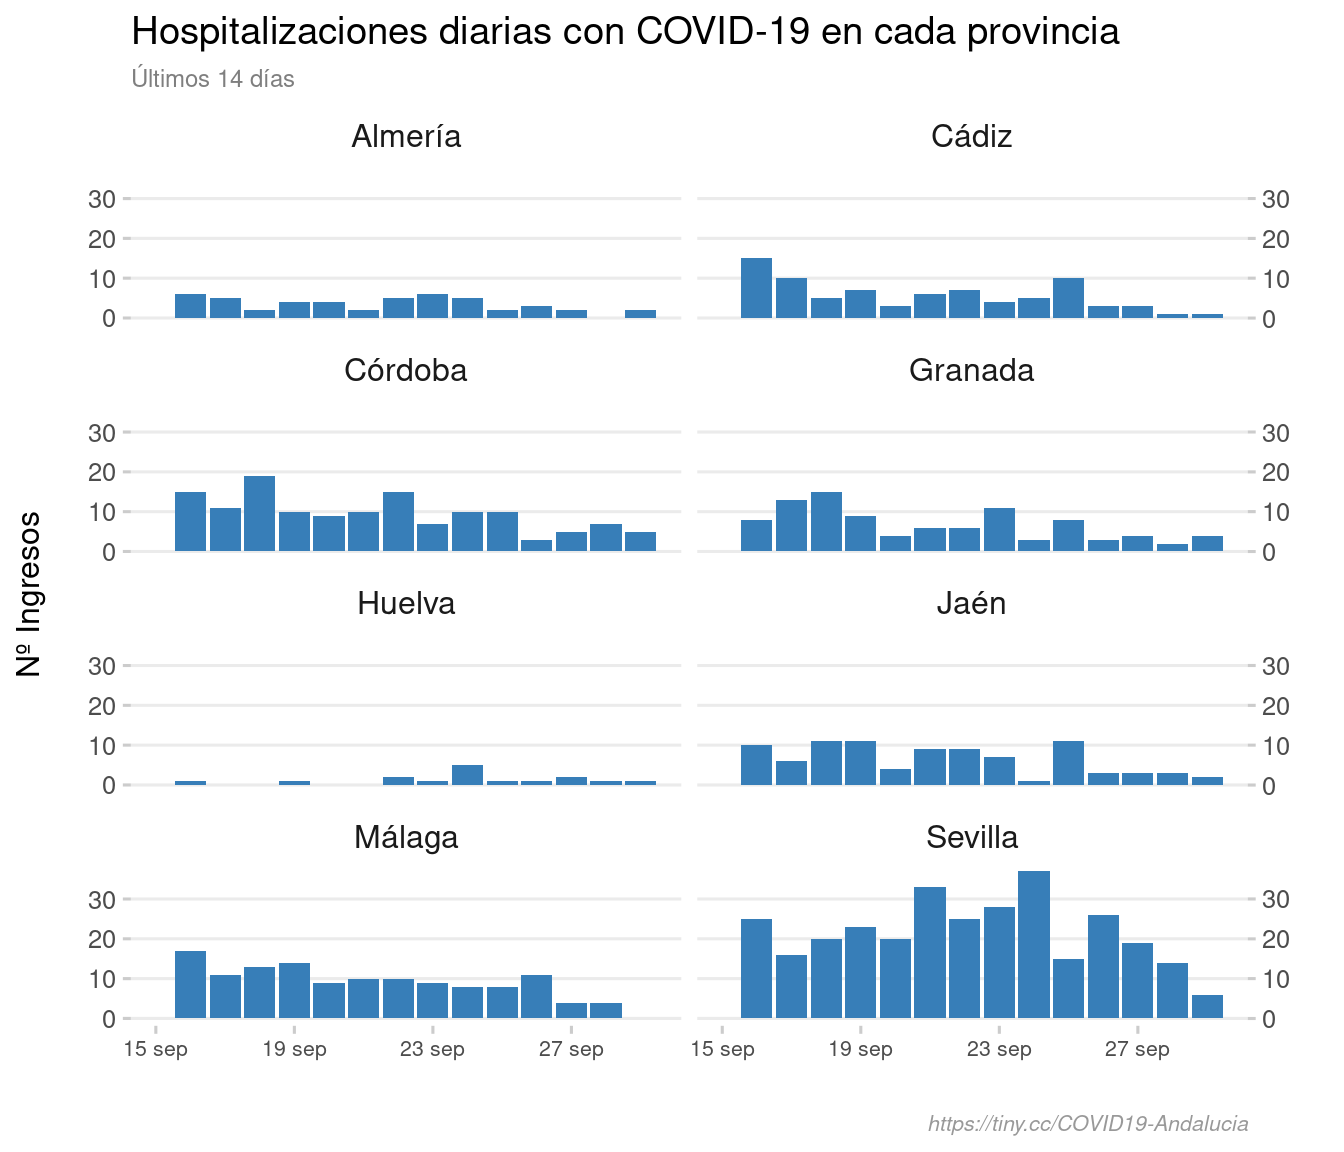 Hospitalizaciones diarias con COVID-19 en cada provincia
Últimos 14 días
Almería
Cádiz
30
20
10
0
30
20
10
0
Córdoba
Granada
30
20
10
0
30
20
10
0
Nº Ingresos
Huelva
Jaén
30
20
10
0
30
20
10
0
Málaga
Sevilla
30
20
10
0
30
20
10
0
15 sep 19 sep 23 sep 27 sep
15 sep 19 sep 23 sep 27 sep
https://tiny.cc/COVID19-Andalucia